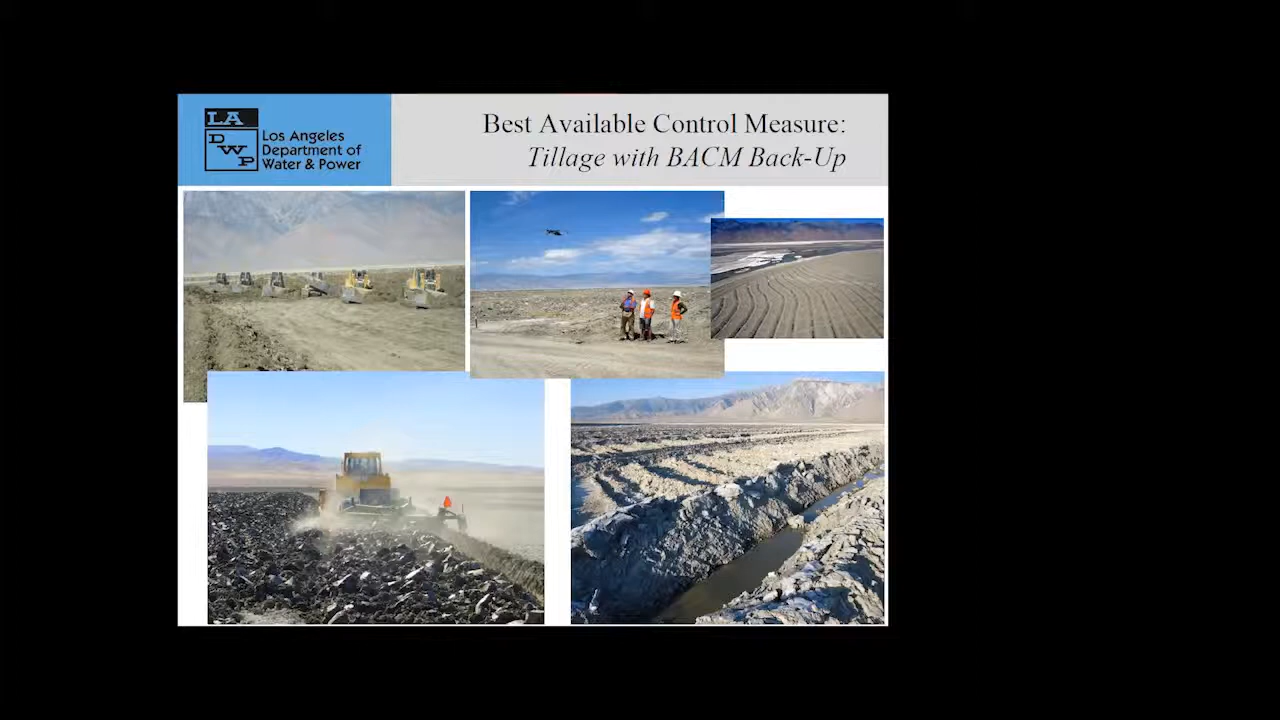 LA
DWP
Los Angeles
Department of
Water & Power
Best Available Control Measure:
Tillage with BACM Back-Up